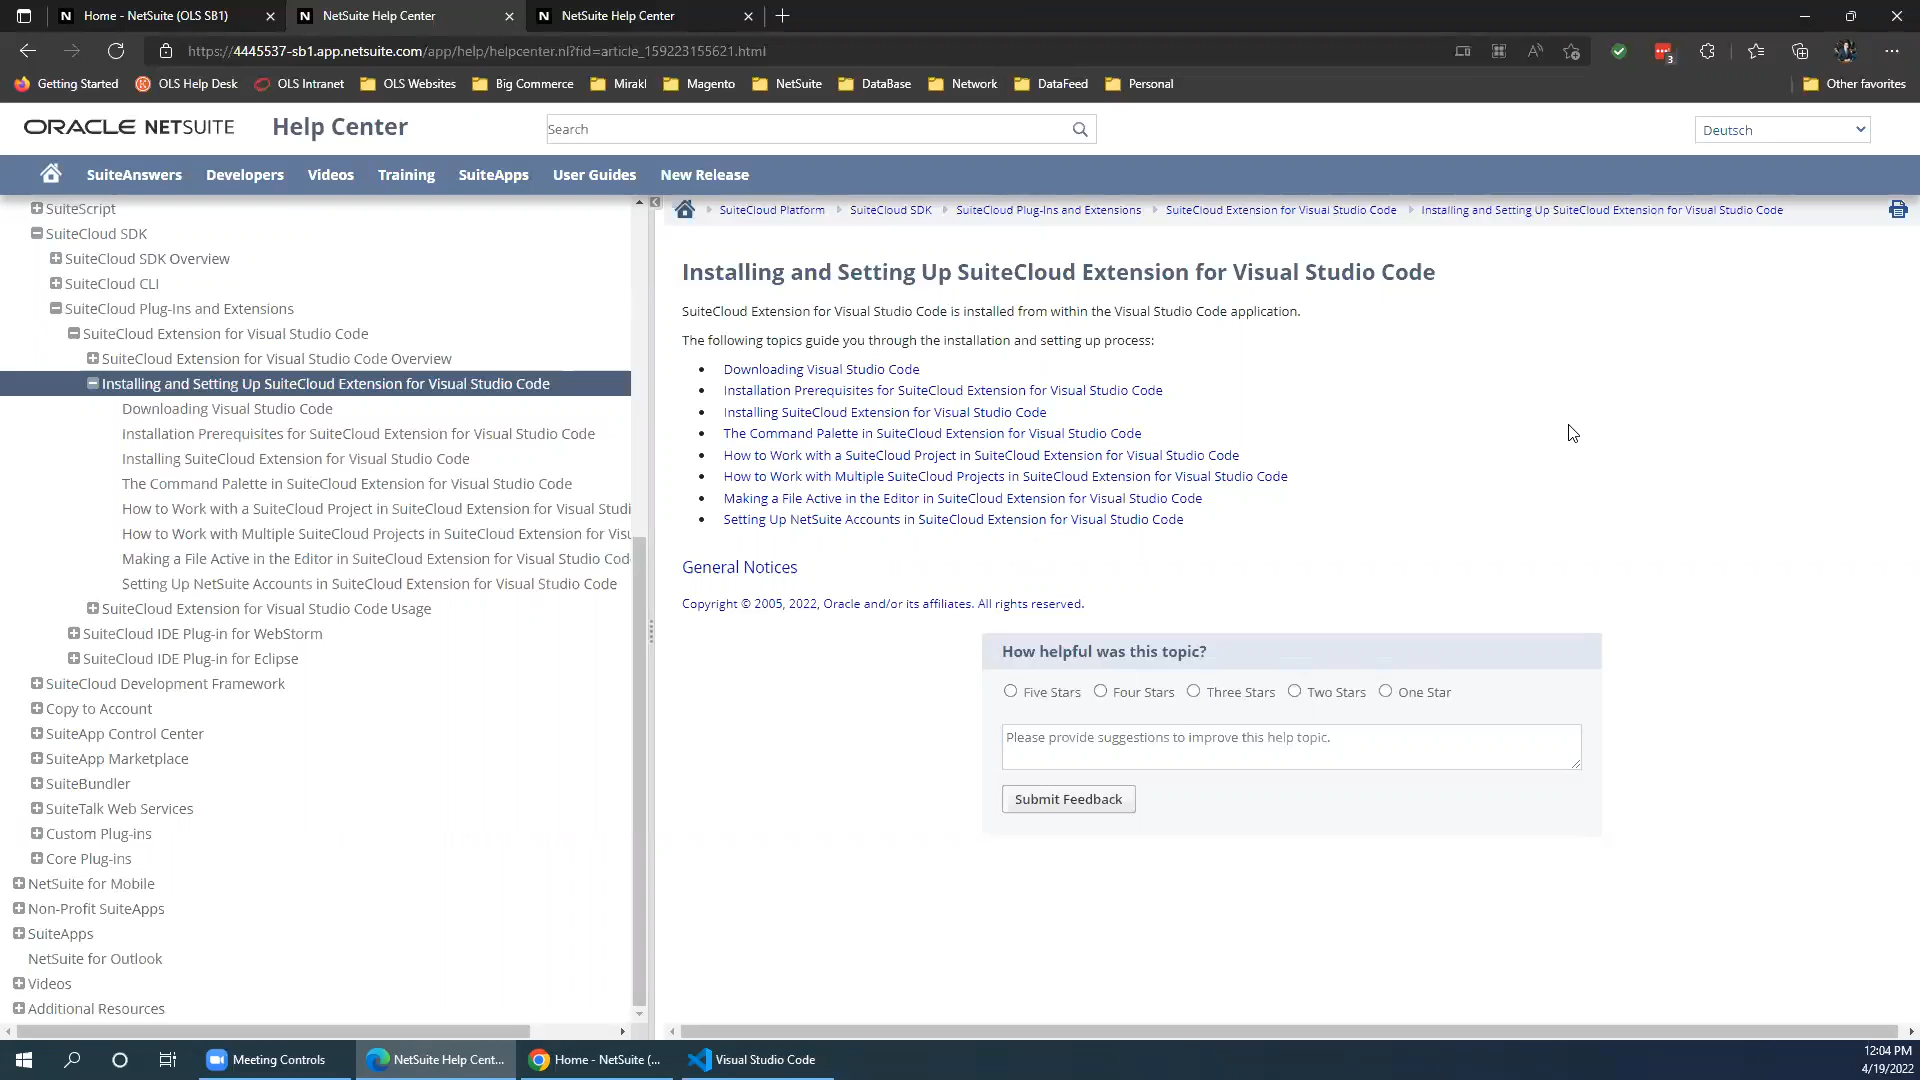 Home - NetSuite (OLS SB1)
NetSuite Help Center
NetSuite Help Center
https://4445537-sb1.app.netsuite.com/app/help/helpcenter.nl?fid=article_159223155621.html
3
Getting Started
OLS Help Desk
OLS Intranet
OLS Websites
Big Commerce
Mirakl
Magento
NetSuite
DataBase
Network
DataFeed
Personal
Other favorites
ORACLE NETSUITE
Help Center
Search
Deutsch
SuiteAnswers
Developers
Videos
Training
SuiteApps
User Guides
New Release
SuiteScript
SuiteCloud SDK
SuiteCloud SDK Overview
SuiteCloud CLI
SuiteCloud Plug-Ins and Extensions
SuiteCloud Extension for Visual Studio Code
SuiteCloud Extension for Visual Studio Code Overview
Installing and Setting Up SuiteCloud Extension for Visual Studio Code
Downloading Visual Studio Code
Installation Prerequisites for SuiteCloud Extension for Visual Studio Code
Installing SuiteCloud Extension for Visual Studio Code
The Command Palette in SuiteCloud Extension for Visual Studio Code
How to Work with a SuiteCloud Project in SuiteCloud Extension for Visual Studi
How to Work with Multiple SuiteCloud Projects in SuiteCloud Extension for Visu
Making a File Active in the Editor in SuiteCloud Extension for Visual Studio Cod
Setting Up NetSuite Accounts in SuiteCloud Extension for Visual Studio Code
SuiteCloud Extension for Visual Studio Code Usage
SuiteCloud IDE Plug-in for WebStorm
SuiteCloud IDE Plug-in for Eclipse
SuiteCloud Development Framework
Copy to Account
SuiteApp Control Center
SuiteApp Marketplace
SuiteBundler
SuiteTalk Web Services
Custom Plug-ins
Core Plug-ins
NetSuite for Mobile
Non-Profit SuiteApps
SuiteApps
NetSuite for Outlook
Videos
Additional Resources
SuiteCloud Platform
SuiteCloud SDK
SuiteCloud Plug-Ins and Extensions
SuiteCloud Extension for Visual Studio Code
Installing and Setting Up SuiteCloud Extension for Visual Studio Code
Installing and Setting Up SuiteCloud Extension for Visual Studio Code
SuiteCloud Extension for Visual Studio Code is installed from within the Visual Studio Code application.
The following topics guide you through the installation and setting up process:
• Downloading Visual Studio Code
• Installation Prerequisites for SuiteCloud Extension for Visual Studio Code
• Installing SuiteCloud Extension for Visual Studio Code
• The Command Palette in SuiteCloud Extension for Visual Studio Code
• How to Work with a SuiteCloud Project in SuiteCloud Extension for Visual Studio Code
• How to Work with Multiple SuiteCloud Projects in SuiteCloud Extension for Visual Studio Code
• Making a File Active in the Editor in SuiteCloud Extension for Visual Studio Code
• Setting Up NetSuite Accounts in SuiteCloud Extension for Visual Studio Code
General Notices
Copyright © 2005, 2022, Oracle and/or its affiliates. All rights reserved.
How helpful was this topic?
Five Stars
Four Stars
Three Stars
Two Stars
One Star
Please provide suggestions to improve this help topic.
Submit Feedback
Meeting Controls
NetSuite Help Cent...
Home - NetSuite (...
Visual Studio Code
12:04 PM
4/19/2022